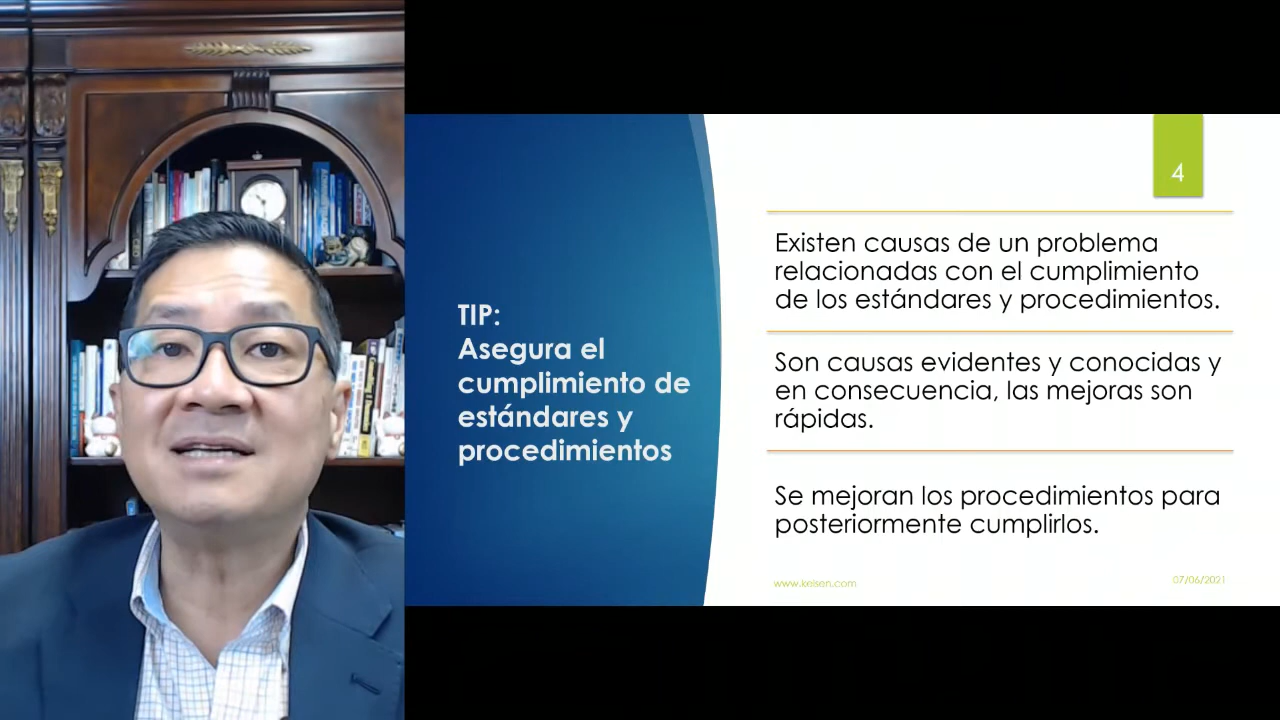 4
TIP:
Asegura el
cumplimiento de
estándares y
procedimientos
Existen causas de un problema
relacionadas con el cumplimiento
de los estándares y procedimientos.
Son causas evidentes y conocidas y
en consecuencia, las mejoras son
rápidas.
Se mejoran los procedimientos para
posteriormente cumplirlos.
www.keisen.com
07/06/2021